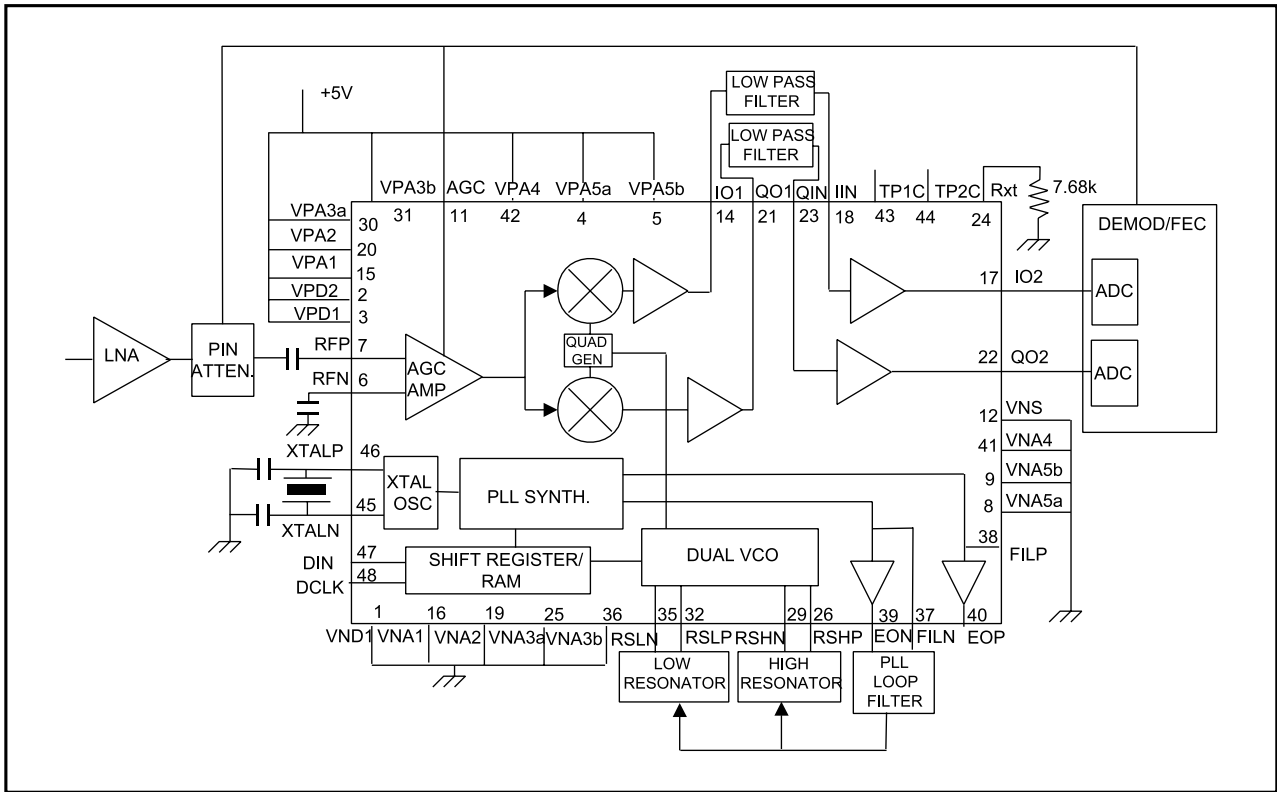 LOW PASS
FILTER
+5V
LOW PASS
FILTER
VPA3b AGC VPA4 VPA5a VPA5b IO1 QO1 QIN IIN TP1C TP2C Rxt 7.68k
31 11 42 4 5 14 21 23 18 43 44 24
VPA3a
30
VPA2
20
VPA1
15
VPD2
2
VPD1
3
DEMOD/FEC
17 IO2
ADC
LNA
PIN
ATTEN.
RFP
7
RFN
6
AGC
AMP
QUAD
GEN
22 QO2
ADC
12 VNS
41 VNA4
9 VNA5b
8 VNA5a
38
FILP
XTALP
46
45
XTALN
XTAL
OSC
PLL SYNTH.
DIN
47
DCLK
48
SHIFT REGISTER/
RAM
DUAL VCO
1 16 19 25 36 35 32 29 26 39 37 40
VND1 VNA1 VNA2 VNA3a VNA3b RSLN RSLP RSHN RSHP EON FILN EOP
LOW
RESONATOR
HIGH
RESONATOR
PLL
LOOP
FILTER